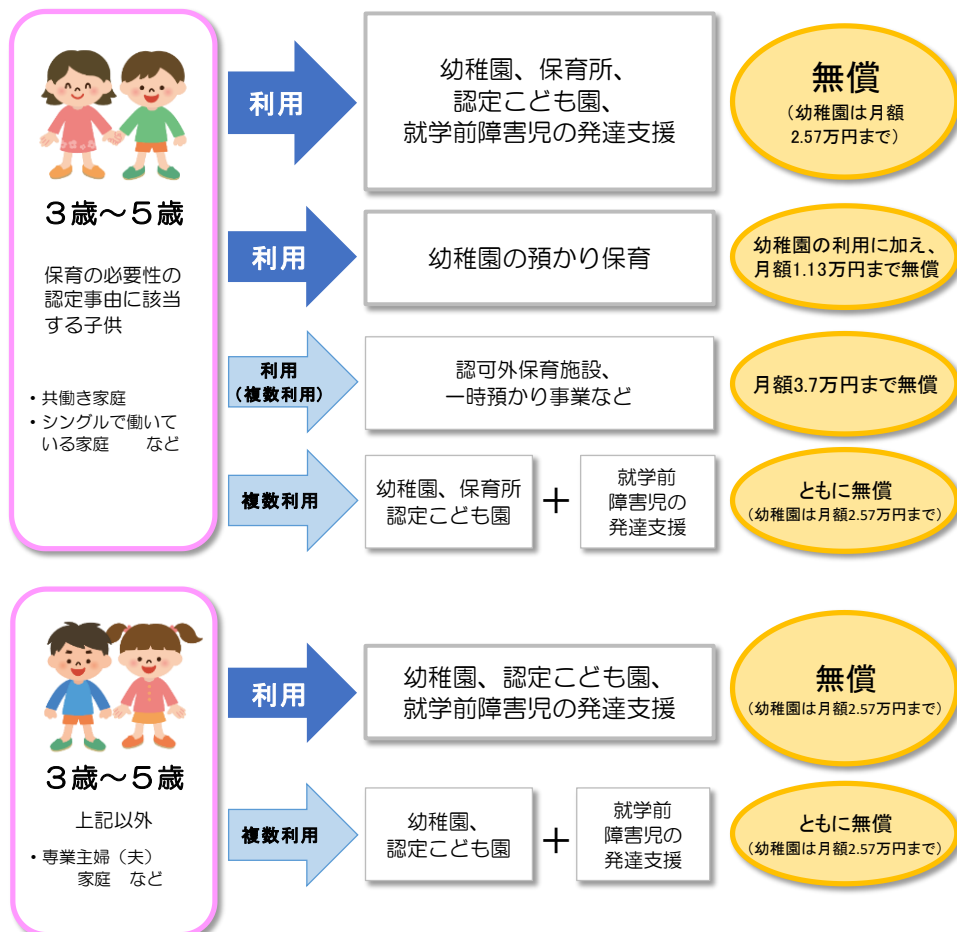 ３歳～５歳
保育の必要性の
認定事由に該当
する子供
・共働き家庭
・シングルで働いて
いる家庭　　など
利用
幼稚園、保育所、
認定こども園、
就学前障害児の発達支援
無償
（幼稚園は月額
2.57万円まで）
利用
幼稚園の預かり保育
幼稚園の利用に加え、
月額1.13万円まで無償
利用
（複数利用）
認可外保育施設、
一時預かり事業など
月額3.7万円まで無償
複数利用
幼稚園、保育所
認定こども園
＋
就学前
障害児の
発達支援
ともに無償
（幼稚園は月額2.57万円まで）
３歳～５歳
上記以外
・専業主婦（夫）
家庭　など
利用
幼稚園、認定こども園、
就学前障害児の発達支援
無償
（幼稚園は月額2.57万円まで）
複数利用
幼稚園、
認定こども園
＋
就学前
障害児の
発達支援
ともに無償
（幼稚園は月額2.57万円まで）